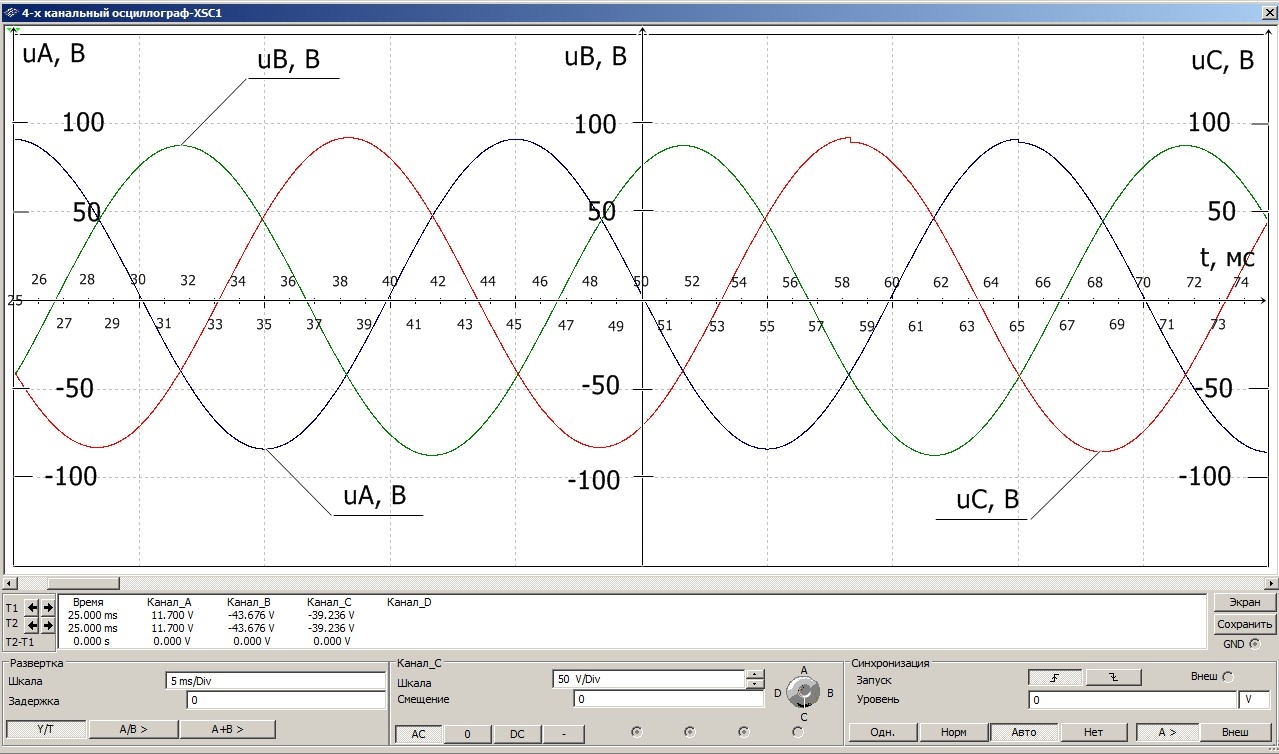 4-х канальный осциллограф-XSC1
uA, В
uB, В
uB, В
uC, В
100
100
100
50
50
50
t, мс
26 28 30 32 34 36 38 40 42 44 46 48 50 52 54 56 58 60 62 64 66 68 70 72 74
25
27 29 31 33 35 37 39 41 43 45 47 49 51 53 55 57 59 61 63 65 67 69 71 73
-50
-50
-50
-100
-100
-100
uA, В
uC, В
T1
T2
T2-T1
Время Канал_A Канал_B Канал_C Канал_D
25.000 ms 11.700 V -43.676 V -39.236 V
25.000 ms 11.700 V -43.676 V -39.236 V
0.000 s 0.000 V 0.000 V 0.000 V
Экран
Сохранить
GND
Развертка
Шкала 5 ms/Div
Задержка 0
Y/T A/B > A+B >
Канал_C
Шкала 50 V/Div
Смещение 0
A
D B
C
AC 0 DC -
Синхронизация
Запуск Внеш
Уровень 0 V
Одн. Норм Авто Нет A > Внеш